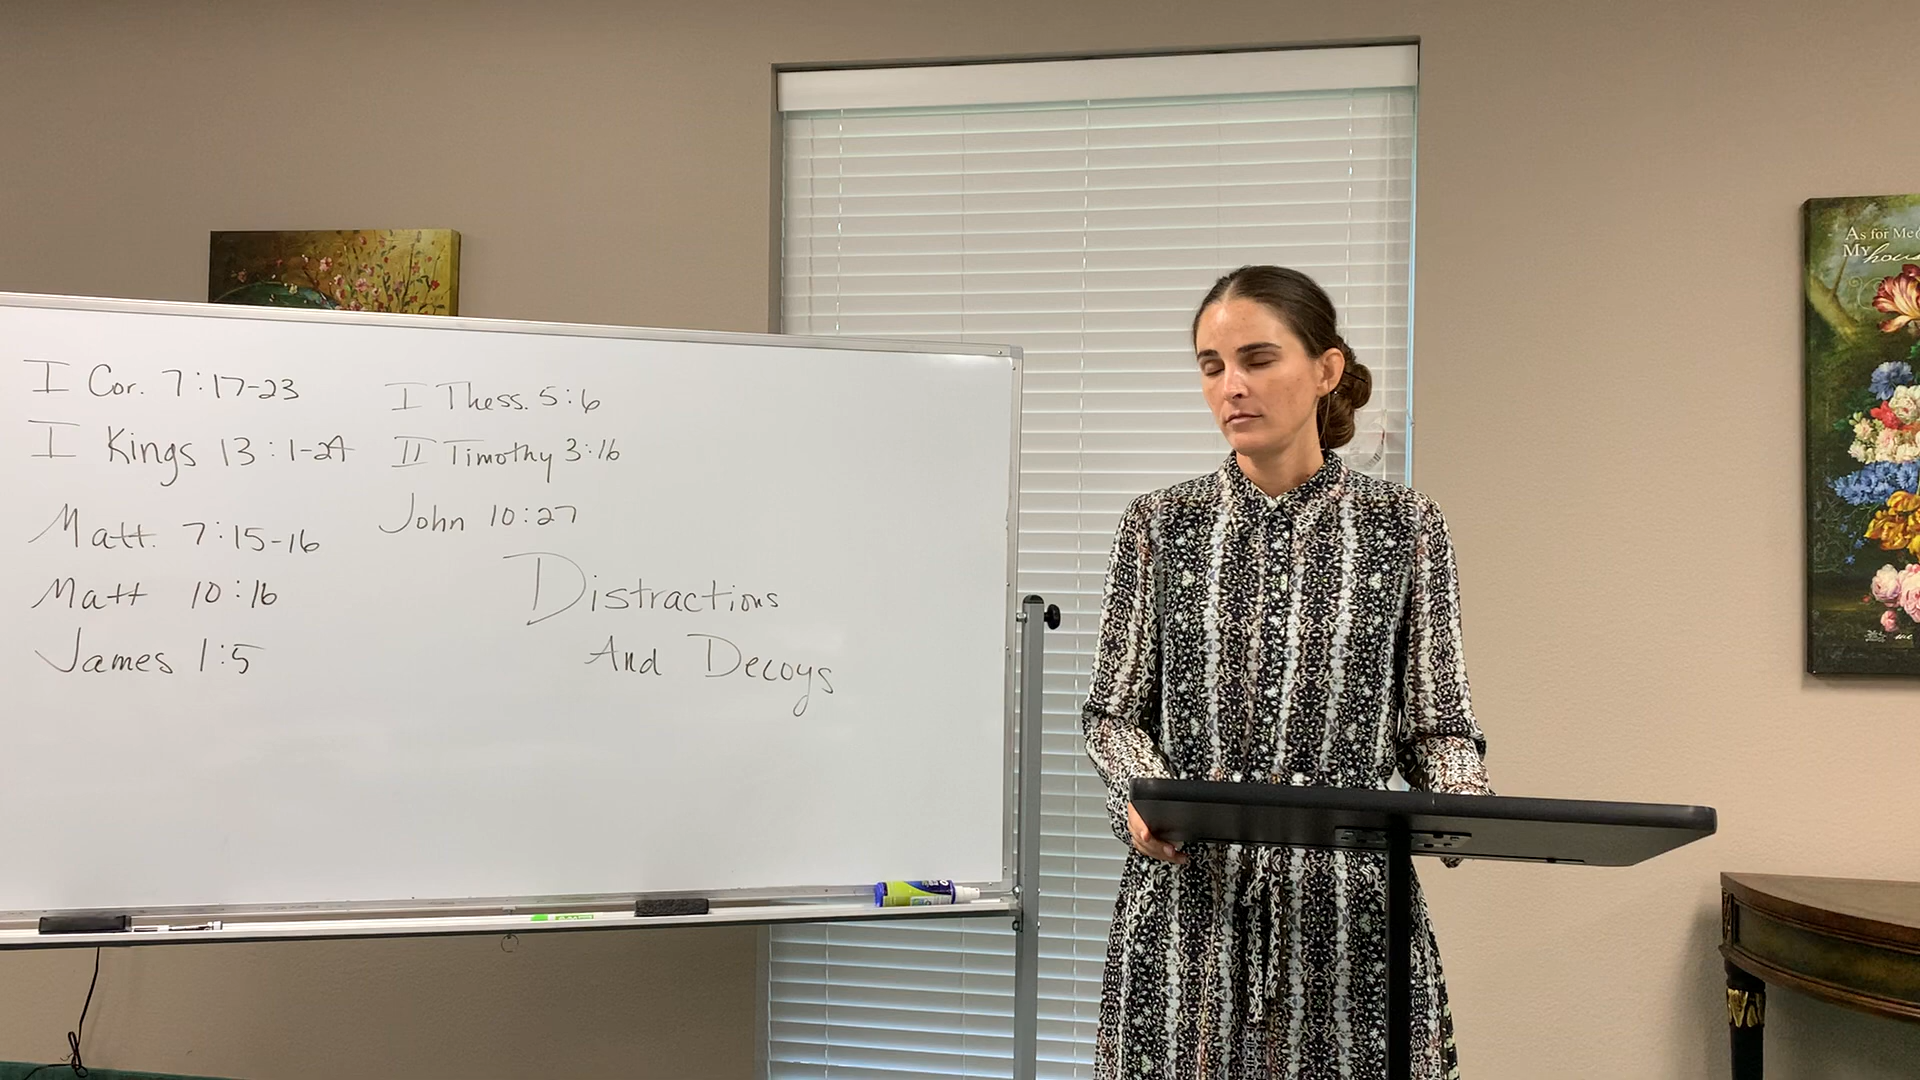 I Cor. 7:17-23
I Kings 13:1-24
Matt. 7:15-16
Matt 10:16
James 1:5
I Thess. 5:6
II Timothy 3:16
John 10:27
Distractions
And Decoys
As for Me
My hous